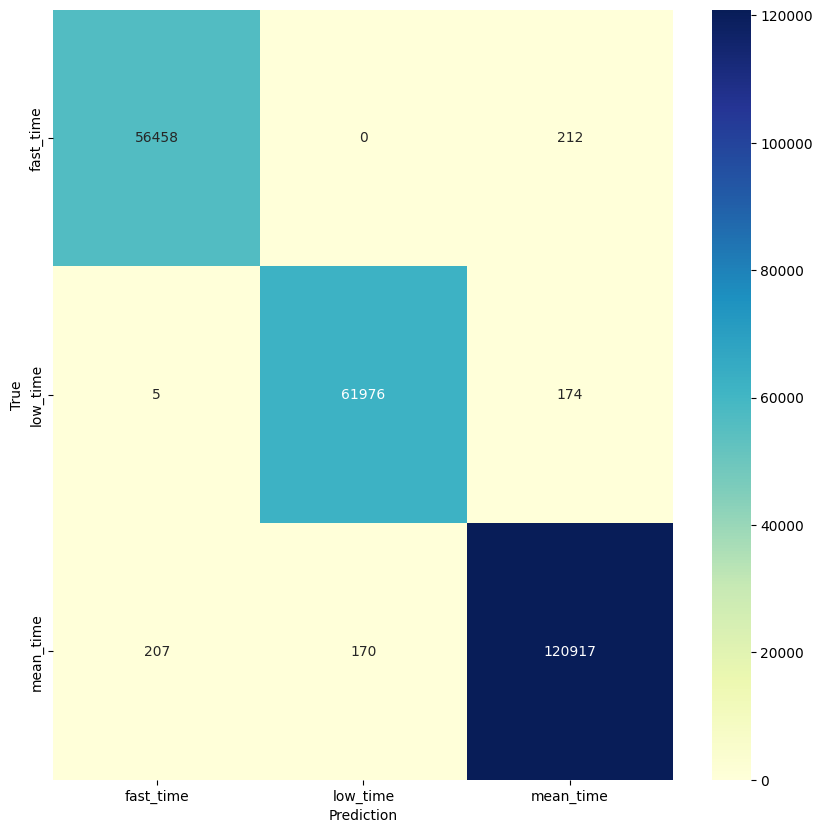 fast_time
56458 0 212
low_time
5 61976 174
mean_time
207 170 120917
True
fast_time low_time mean_time
Prediction
120000
100000
80000
60000
40000
20000
0